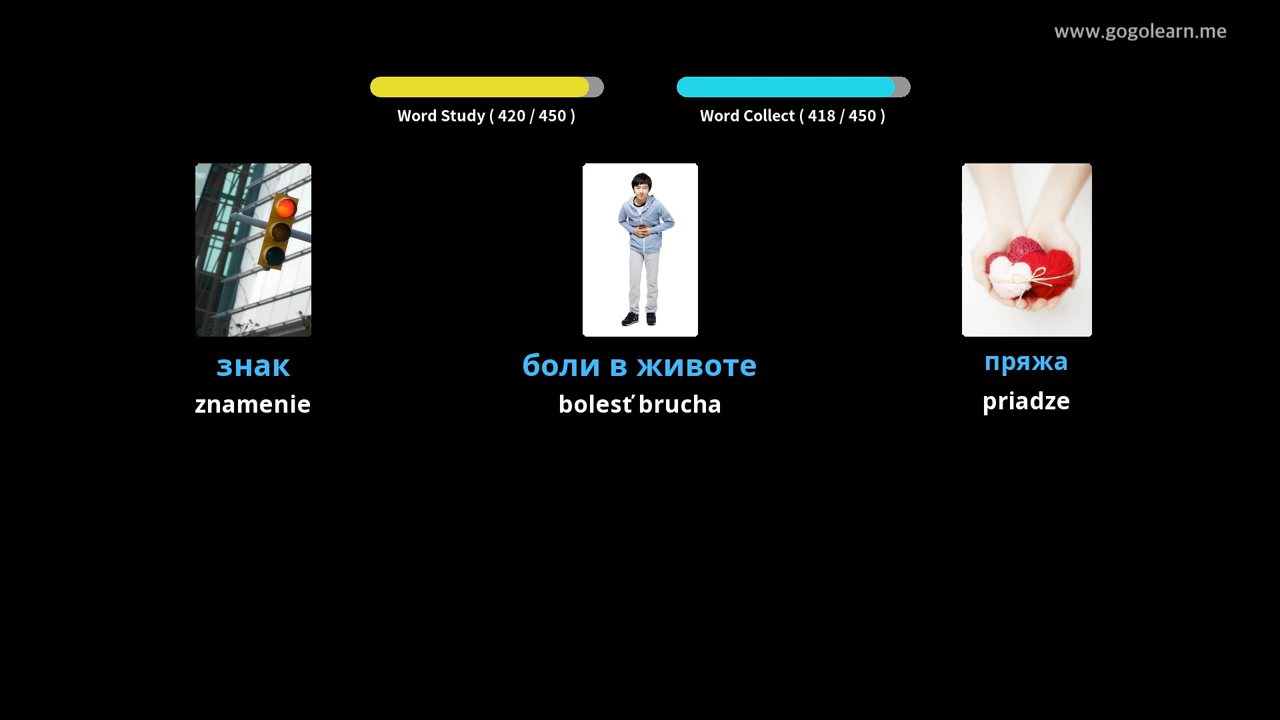 www.gogolearn.me
Word Study ( 420 / 450 )
Word Collect ( 418 / 450 )
знак
боли в животе
пряжа
znamenie
bolesť brucha
priadze